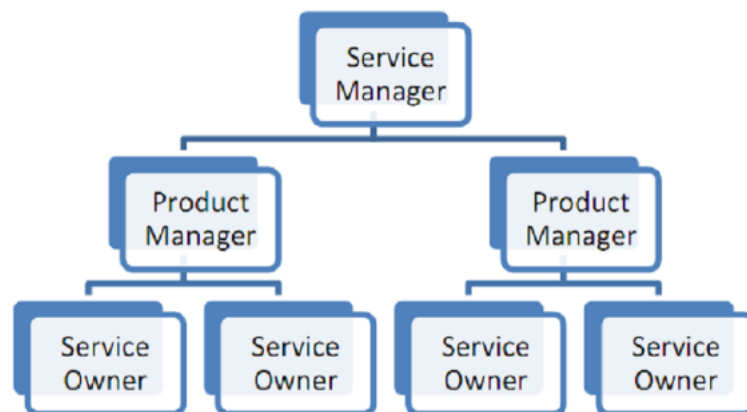 Service
Manager
Product
Manager
Product
Manager
Service
Owner
Service
Owner
Service
Owner
Service
Owner